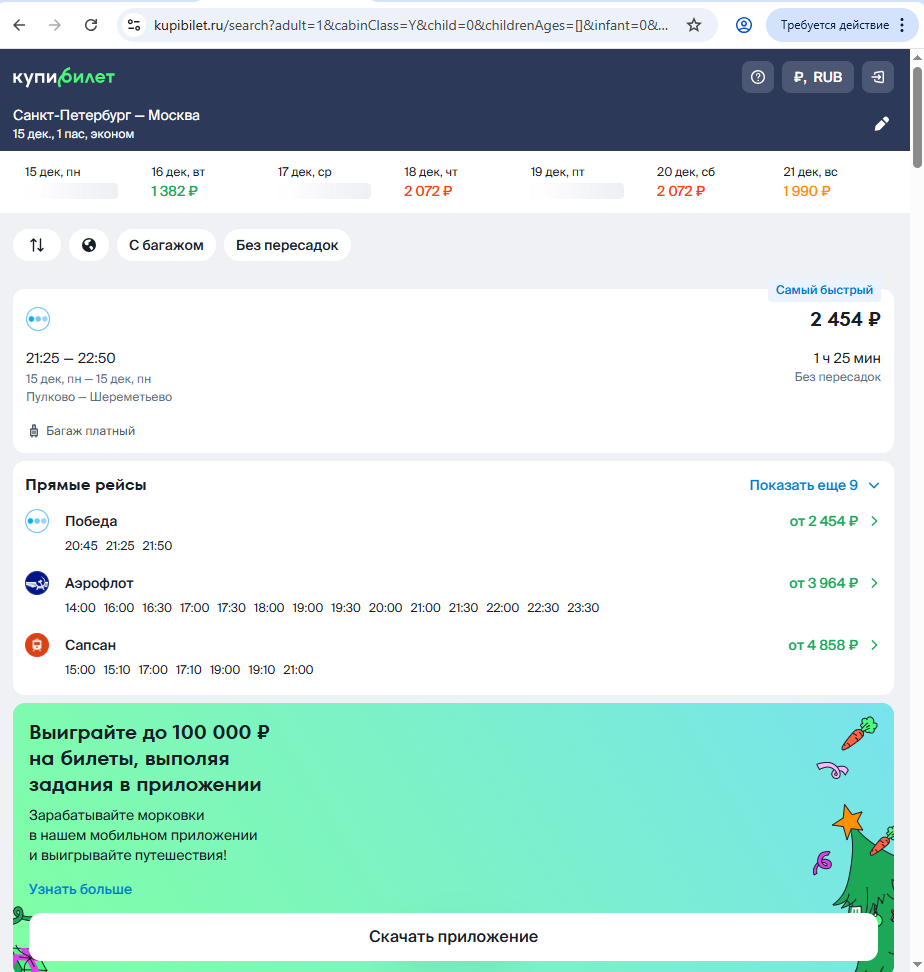 kupibilet.ru/search?adult=1&cabinClass=Y&child=0&childrenAges=[]&infant=0&...
Требуется действие
купибилет
₽, RUB
Санкт-Петербург — Москва
15 дек., 1 пас, эконом
15 дек, пн
16 дек, вт
1 382 ₽
17 дек, ср
18 дек, чт
2 072 ₽
19 дек, пт
20 дек, сб
2 072 ₽
21 дек, вс
1 990 ₽
С багажом
Без пересадок
Самый быстрый
2 454 ₽
21:25 — 22:50
1 ч 25 мин
15 дек, пн — 15 дек, пн
Без пересадок
Пулково — Шереметьево
Багаж платный
Прямые рейсы
Показать еще 9
Победа
от 2 454 ₽
20:45 21:25 21:50
Аэрофлот
от 3 964 ₽
14:00 16:00 16:30 17:00 17:30 18:00 19:00 19:30 20:00 21:00 21:30 22:00 22:30 23:30
Сапсан
от 4 858 ₽
15:00 15:10 17:00 17:10 19:00 19:10 21:00
Выиграйте до 100 000 ₽
на билеты, выполяя
задания в приложении
Зарабатывайте морковки
в нашем мобильном приложении
и выигрывайте путешествия!
Узнать больше
Скачать приложение